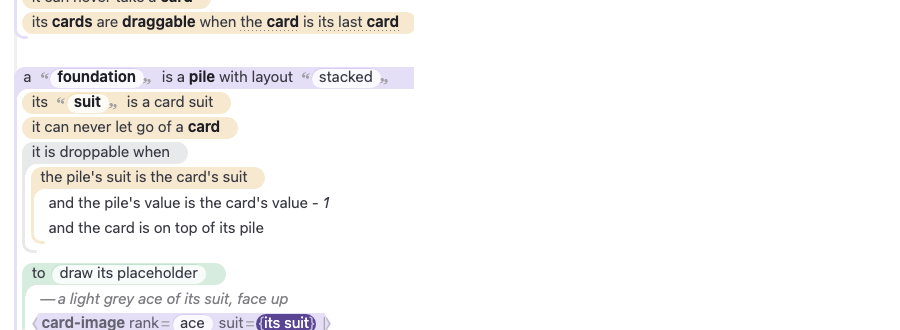 its cards are draggable when the card is its last card
a “ foundation „ is a pile with layout “ stacked „
its “ suit „ is a card suit
it can never let go of a card
it is droppable when
the pile's suit is the card's suit
and the pile's value is the card's value - 1
and the card is on top of its pile
to draw its placeholder
— a light grey ace of its suit, face up
⟨ card-image rank= ace suit= {its suit} |⟩